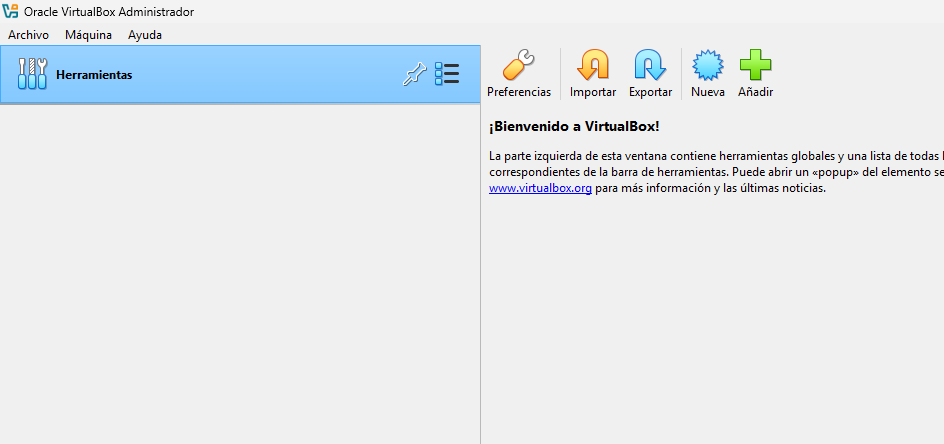 Oracle VirtualBox Administrador
Archivo Máquina Ayuda
Herramientas
Preferencias Importar Exportar Nueva Añadir
¡Bienvenido a VirtualBox!
La parte izquierda de esta ventana contiene herramientas globales y una lista de todas
correspondientes de la barra de herramientas. Puede abrir un «popup» del elemento se
www.virtualbox.org para más información y las últimas noticias.